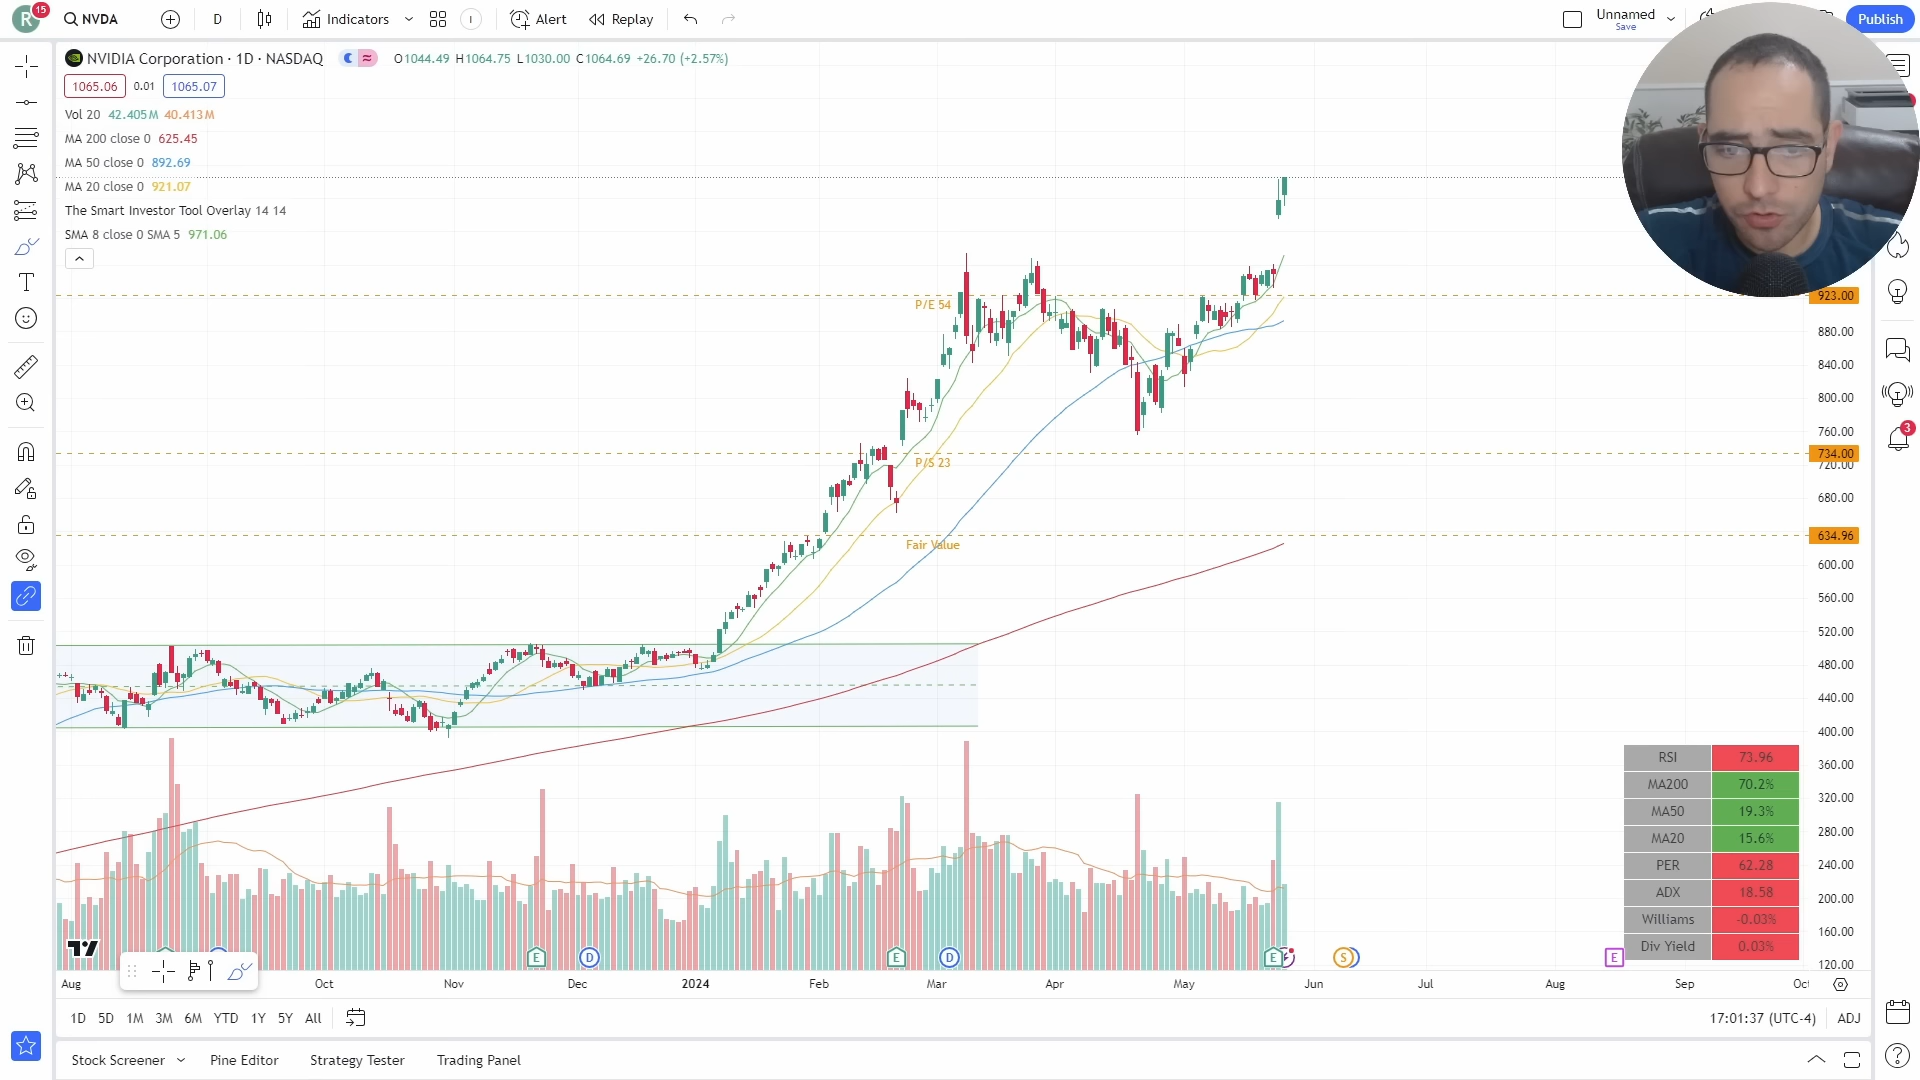 R 15 NVDA D Indicators Alert Replay Unnamed Publish
Save
NVIDIA Corporation · 1D · NASDAQ O1044.49 H1064.75 L1030.00 C1064.69 +26.70 (+2.57%)
1065.06 0.01 1065.07
Vol 20 42.405M 40.413M
MA 200 close 0 625.45
MA 50 close 0 892.69
MA 20 close 0 921.07
The Smart Investor Tool Overlay 14 14
SMA 8 close 0 SMA 5 971.06
P/E 54
923.00
880.00
840.00
800.00
760.00
P/S 23
734.00
720.00
680.00
Fair Value
634.96
600.00
560.00
520.00
480.00
440.00
400.00
360.00
320.00
280.00
240.00
200.00
160.00
120.00
3
RSI 73.96
MA200 70.2%
MA50 19.3%
MA20 15.6%
PER 62.28
ADX 18.58
Williams -0.03%
Div Yield 0.03%
E D E D E S E
Aug Oct Nov Dec 2024 Feb Mar Apr May Jun Jul Aug Sep Oct
1D 5D 1M 3M 6M YTD 1Y 5Y All 17:01:37 (UTC-4) ADJ
Stock Screener Pine Editor Strategy Tester Trading Panel